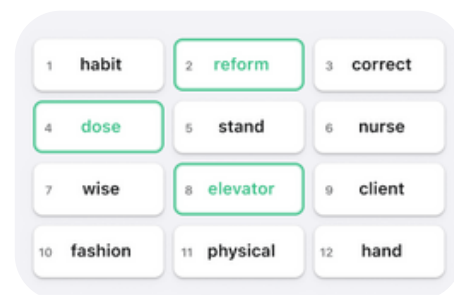 1 habit 2 reform 3 correct
4 dose 5 stand 6 nurse
7 wise 8 elevator 9 client
10 fashion 11 physical 12 hand